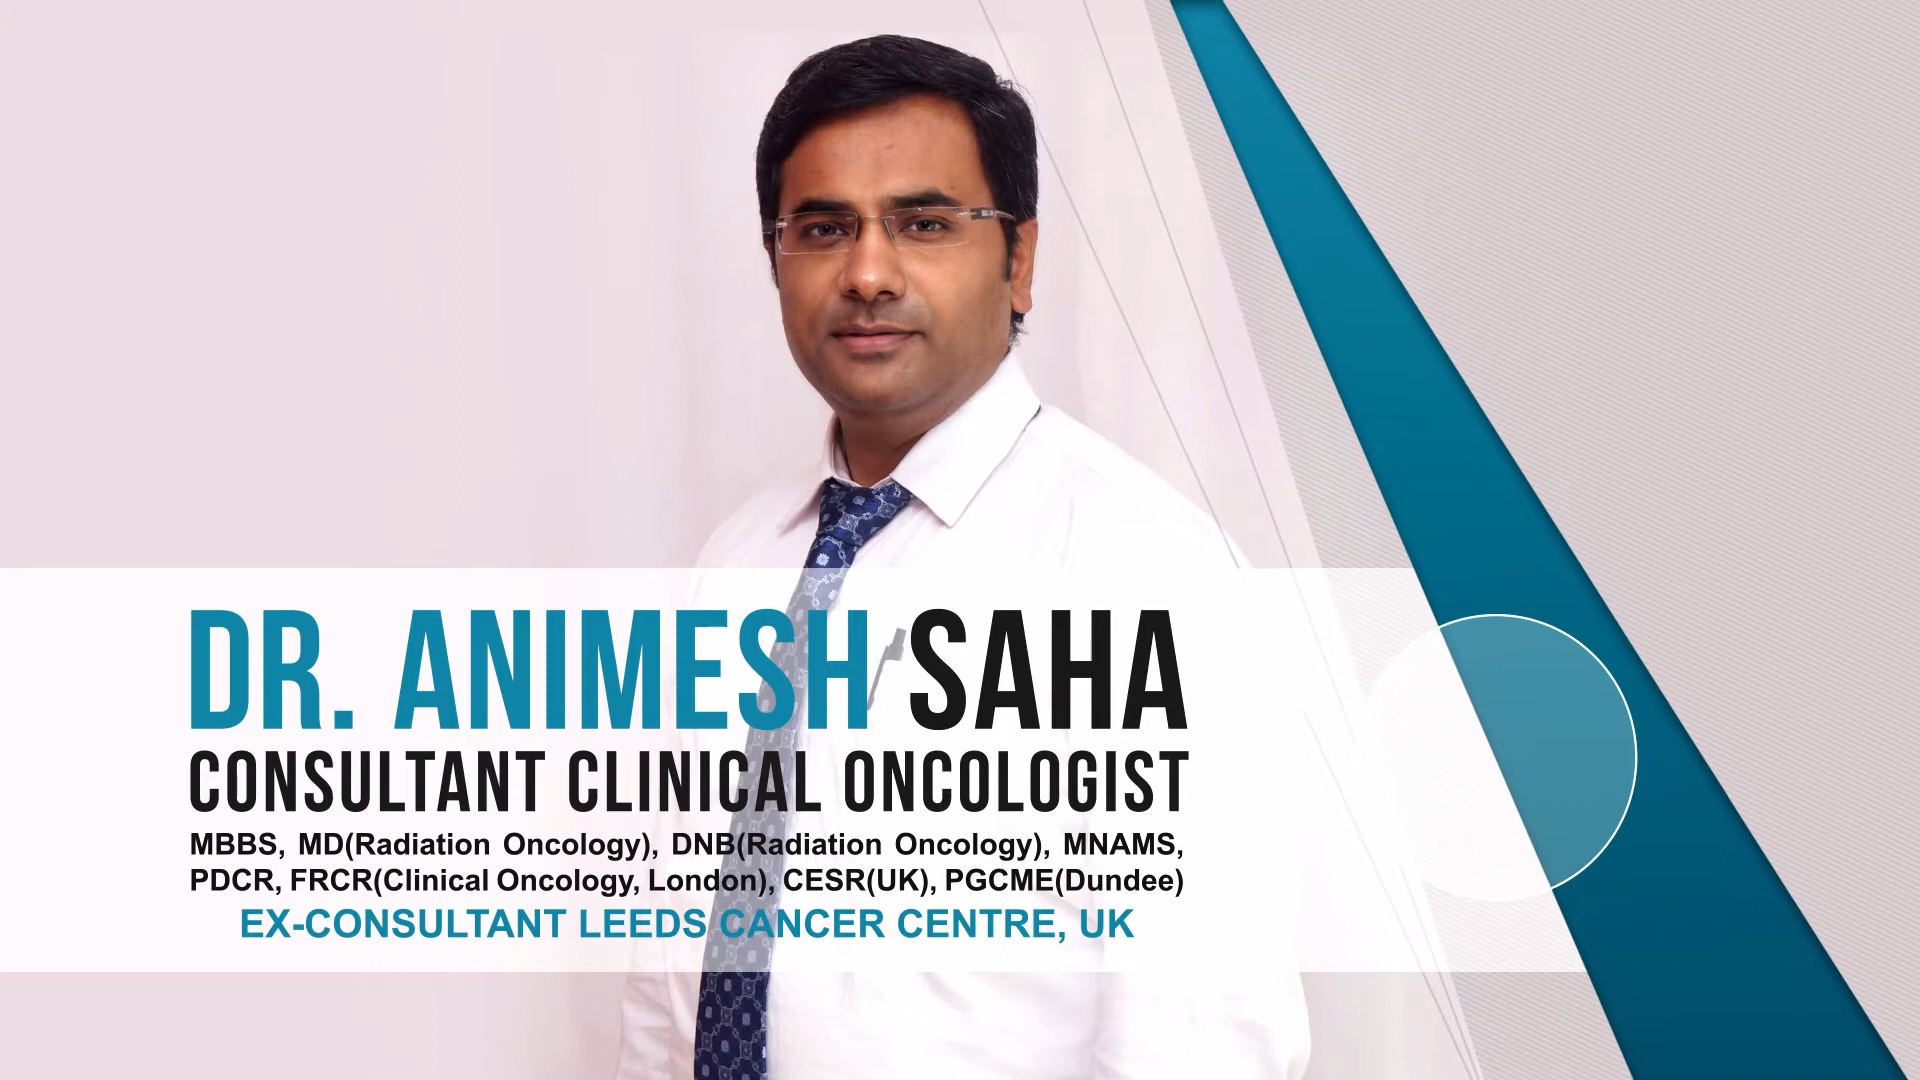 DR. ANIMESH SAHA
CONSULTANT CLINICAL ONCOLOGIST
MBBS, MD(Radiation Oncology), DNB(Radiation Oncology), MNAMS,
PDCR, FRCR(Clinical Oncology, London), CESR(UK), PGCME(Dundee)
EX-CONSULTANT LEEDS CANCER CENTRE, UK